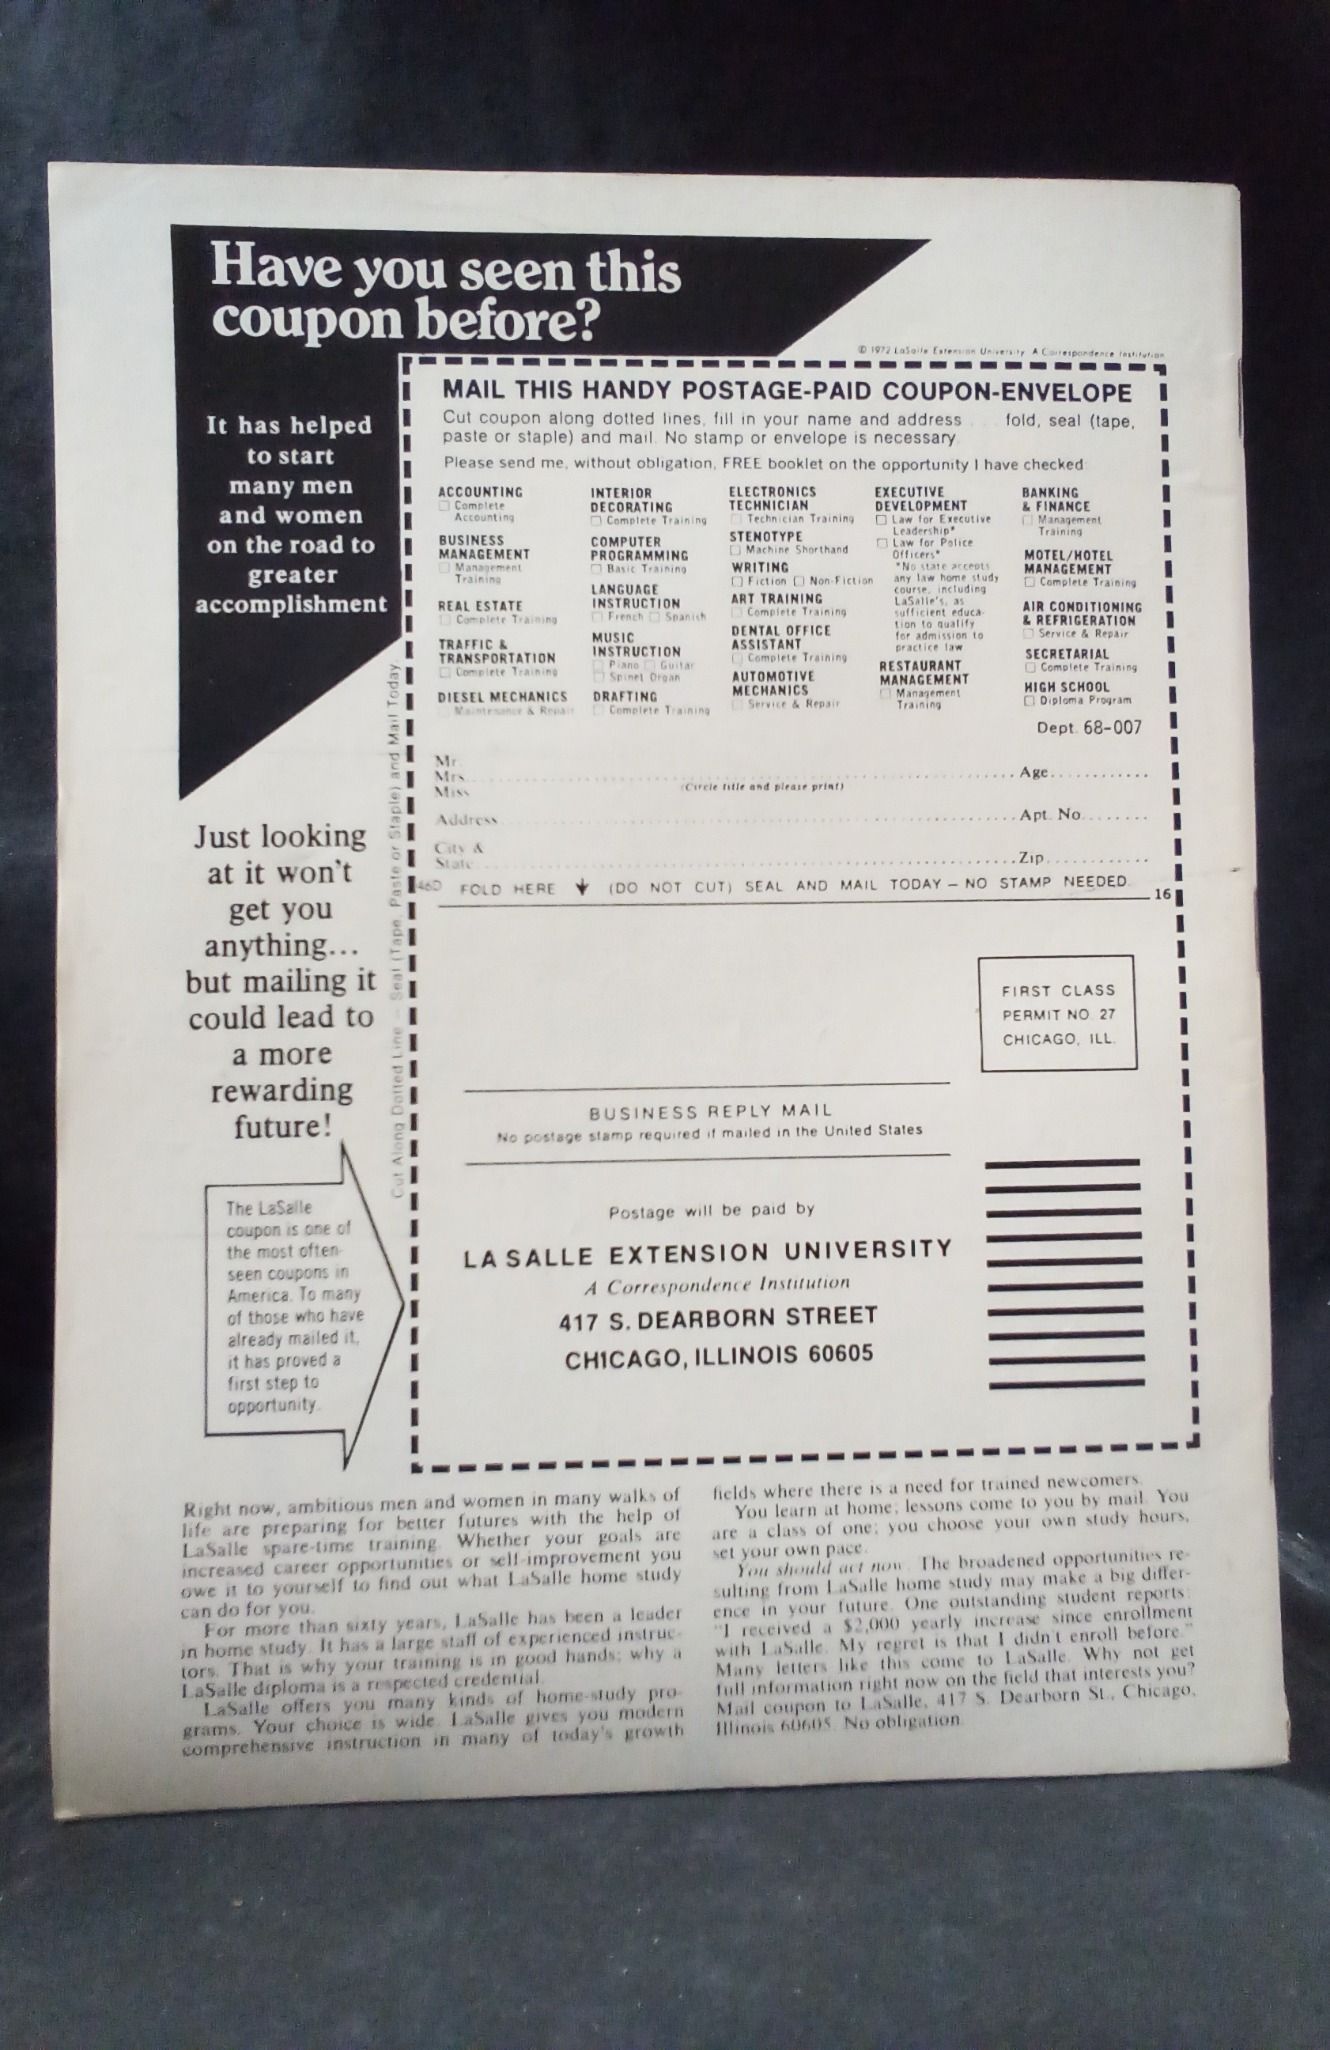 Have you seen this
coupon before?
It has helped
to start
many men
and women
on the road to
greater
accomplishment
© 1972 LaSalle Extension University A Correspondence Institution
MAIL THIS HANDY POSTAGE-PAID COUPON-ENVELOPE
Cut coupon along dotted lines, fill in your name and address ... fold, seal (tape,
paste or staple) and mail. No stamp or envelope is necessary.
Please send me, without obligation, FREE booklet on the opportunity I have checked:
ACCOUNTING
☐ Complete
Accounting
BUSINESS
MANAGEMENT
☐ Management
Training
REAL ESTATE
☐ Complete Training
TRAFFIC &
TRANSPORTATION
☐ Complete Training
DIESEL MECHANICS
☐ Maintenance & Repair
INTERIOR
DECORATING
☐ Complete Training
COMPUTER
PROGRAMMING
☐ Basic Training
LANGUAGE
INSTRUCTION
☐ French ☐ Spanish
MUSIC
INSTRUCTION
☐ Piano ☐ Guitar
☐ Spinet Organ
DRAFTING
☐ Complete Training
ELECTRONICS
TECHNICIAN
☐ Technician Training
STENOTYPE
☐ Machine Shorthand
WRITING
☐ Fiction ☐ Non-Fiction
ART TRAINING
☐ Complete Training
DENTAL OFFICE
ASSISTANT
☐ Complete Training
AUTOMOTIVE
MECHANICS
☐ Service & Repair
EXECUTIVE
DEVELOPMENT
☐ Law for Executive
Leadership*
☐ Law for Police
Officers*
*No state accepts
any law home study
course, including
LaSalle's, as
sufficient educa-
tion to qualify
for admission to
practice law
RESTAURANT
MANAGEMENT
☐ Management
Training
BANKING
& FINANCE
☐ Management
Training
MOTEL/HOTEL
MANAGEMENT
☐ Complete Training
AIR CONDITIONING
& REFRIGERATION
☐ Service & Repair
SECRETARIAL
☐ Complete Training
HIGH SCHOOL
☐ Diploma Program
Dept. 68-007
Mr.
Mrs. Age
Miss (Circle title and please print)
Address Apt. No.
City &
State Zip
460 FOLD HERE ↓ (DO NOT CUT) SEAL AND MAIL TODAY – NO STAMP NEEDED.
16
Cut Along Dotted Line – Seal (Tape, Paste or Staple) and Mail Today.
Just looking
at it won't
get you
anything...
but mailing it
could lead to
a more
rewarding
future!
The LaSalle
coupon is one of
the most often-
seen coupons in
America. To many
of those who have
already mailed it,
it has proved a
first step to
opportunity.
FIRST CLASS
PERMIT NO. 27
CHICAGO, ILL.
BUSINESS REPLY MAIL
No postage stamp required if mailed in the United States
Postage will be paid by
LA SALLE EXTENSION UNIVERSITY
A Correspondence Institution
417 S. DEARBORN STREET
CHICAGO, ILLINOIS 60605
Right now, ambitious men and women in many walks of
life are preparing for better futures with the help of
LaSalle spare-time training. Whether your goals are
increased career opportunities or self-improvement you
owe it to yourself to find out what LaSalle home study
can do for you.
For more than sixty years, LaSalle has been a leader
in home study. It has a large staff of experienced instruc-
tors. That is why your training is in good hands; why a
LaSalle diploma is a respected credential.
LaSalle offers you many kinds of home-study pro-
grams. Your choice is wide. LaSalle gives you modern
comprehensive instruction in many of today's growth
fields where there is a need for trained newcomers.
You learn at home; lessons come to you by mail. You
are a class of one; you choose your own study hours,
set your own pace.
You should act now. The broadened opportunities re-
sulting from LaSalle home study may make a big differ-
ence in your future. One outstanding student reports:
"I received a $2,000 yearly increase since enrollment
with LaSalle. My regret is that I didn't enroll before."
Many letters like this come to LaSalle. Why not get
full information right now on the field that interests you?
Mail coupon to LaSalle, 417 S. Dearborn St., Chicago,
Illinois 60605. No obligation.